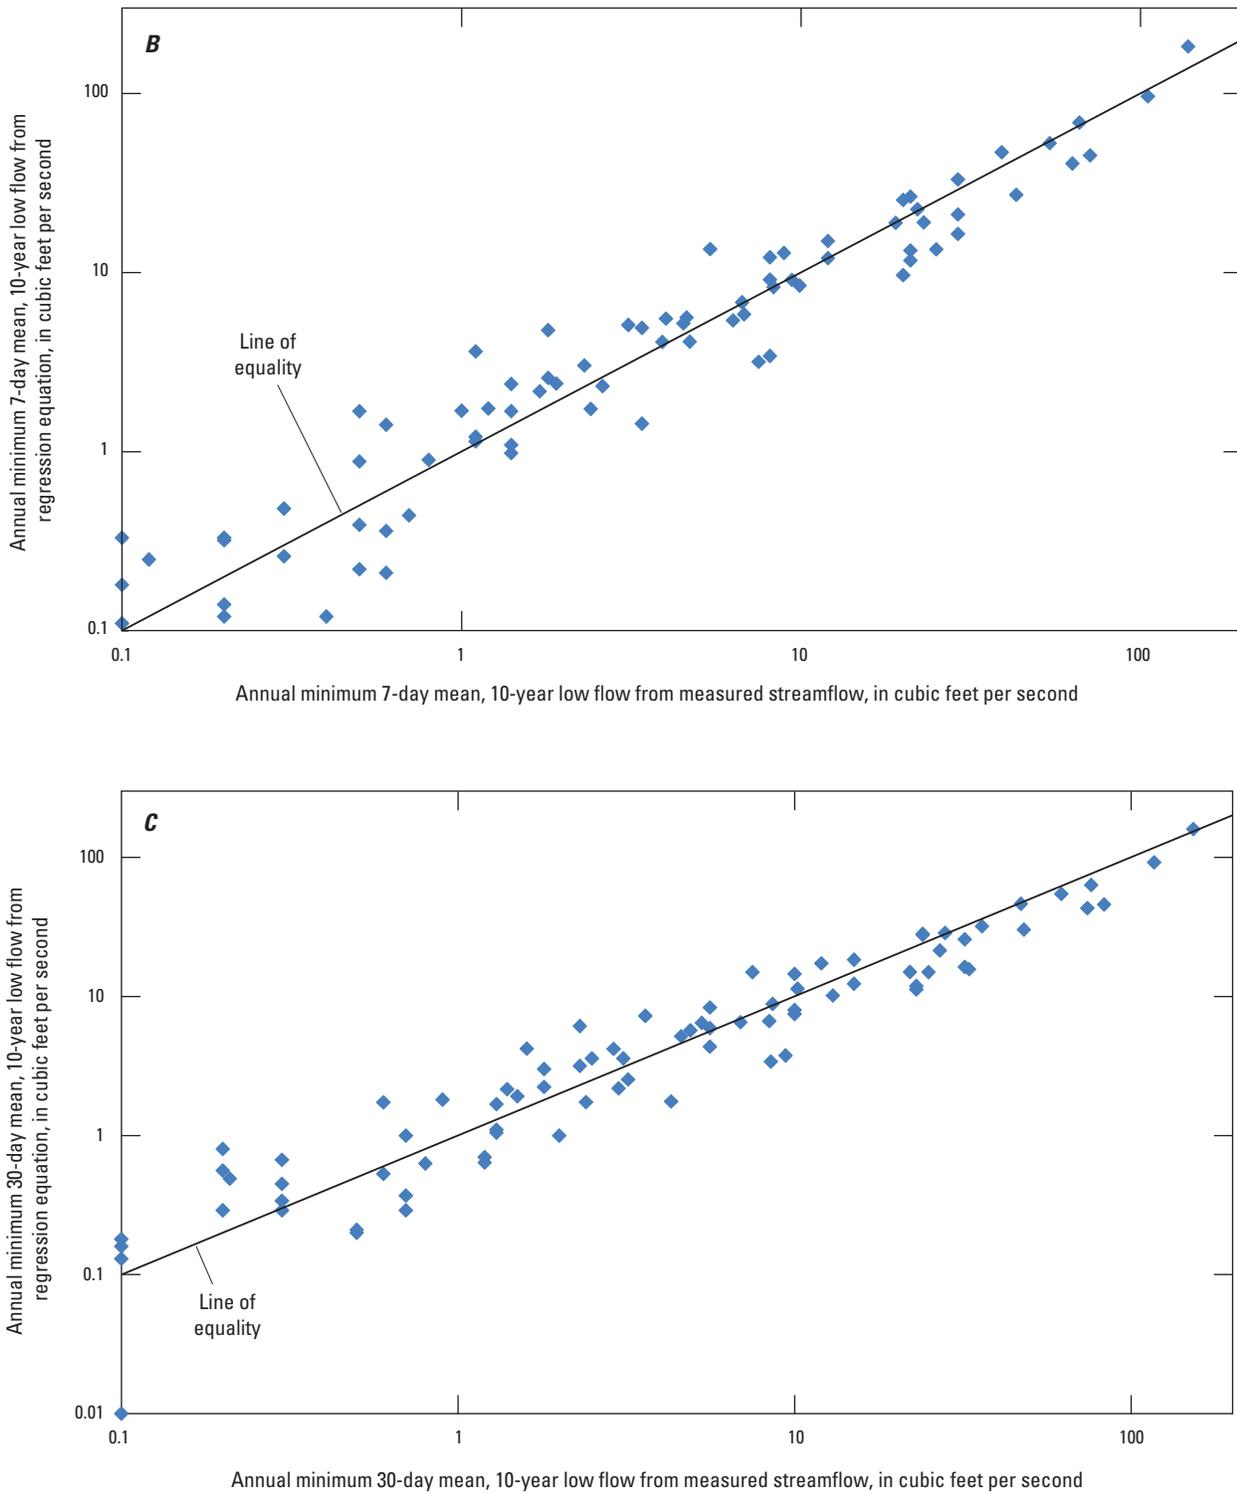 B
Annual minimum 7-day mean, 10-year low flow from
regression equation, in cubic feet per second
100
10
1
0.1
Line of
equality
0.1 1 10 100
Annual minimum 7-day mean, 10-year low flow from measured streamflow, in cubic feet per second
C
Annual minimum 30-day mean, 10-year low flow from
regression equation, in cubic feet per second
100
10
1
0.1
0.01
Line of
equality
0.1 1 10 100
Annual minimum 30-day mean, 10-year low flow from measured streamflow, in cubic feet per second